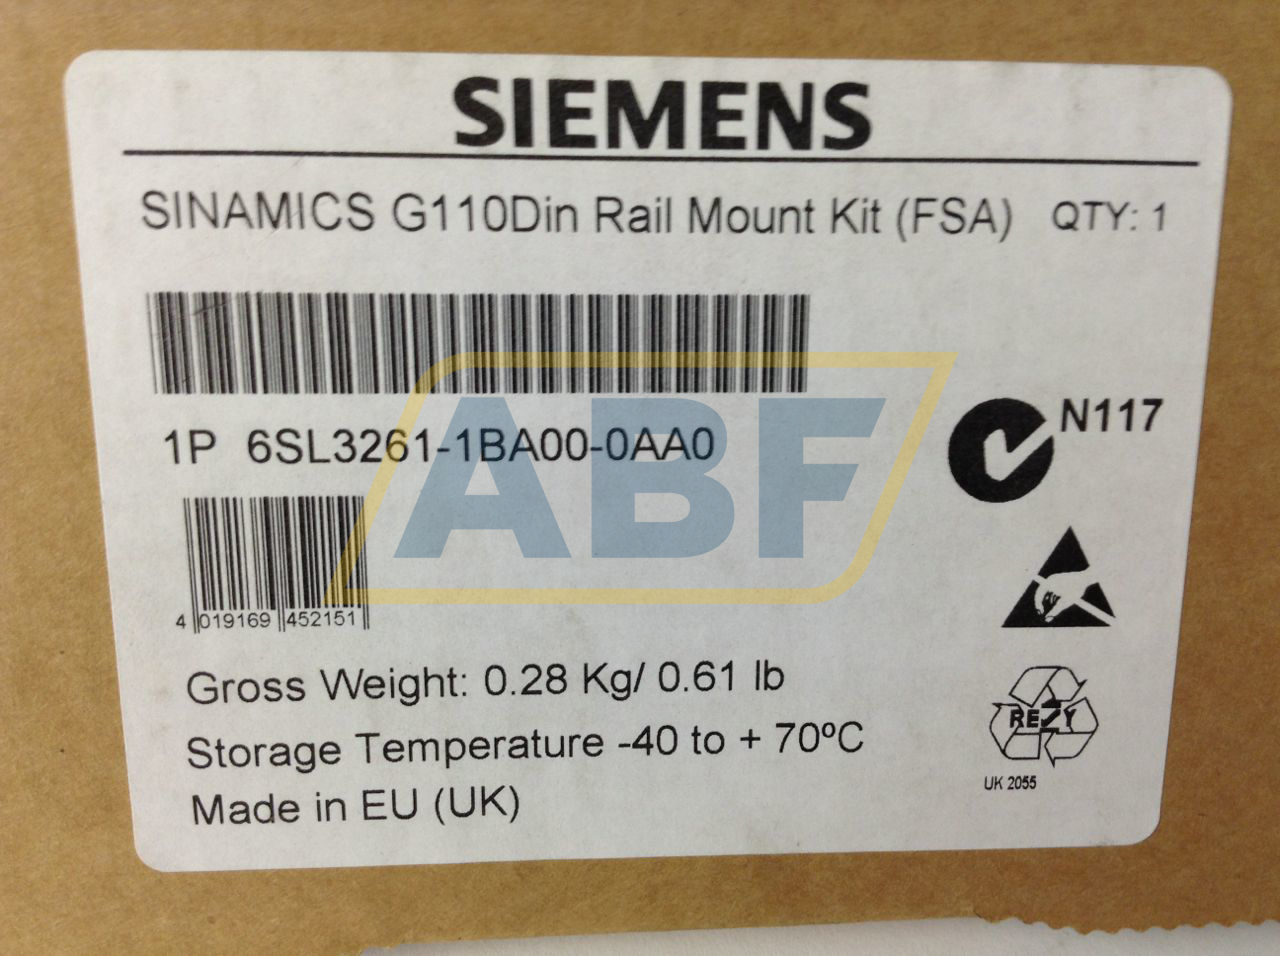 SIEMENS
SINAMICS G110Din Rail Mount Kit (FSA) QTY: 1
1P 6SL3261-1BA00-0AA0
N117
ABF
4 019169 452151
Gross Weight: 0.28 Kg/ 0.61 lb
REZY
Storage Temperature -40 to + 70ºC
UK 2055
Made in EU (UK)